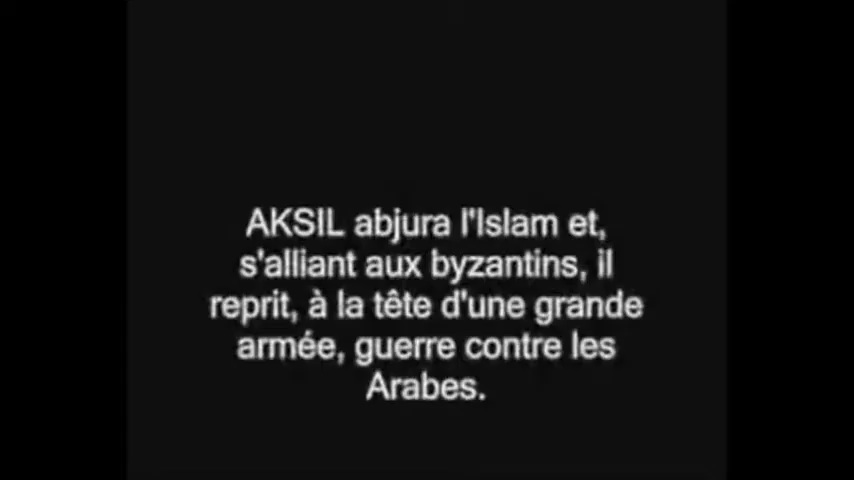 AKSIL abjura l'Islam et,
s'alliant aux byzantins, il
reprit, à la tête d'une grande
armée, guerre contre les
Arabes.